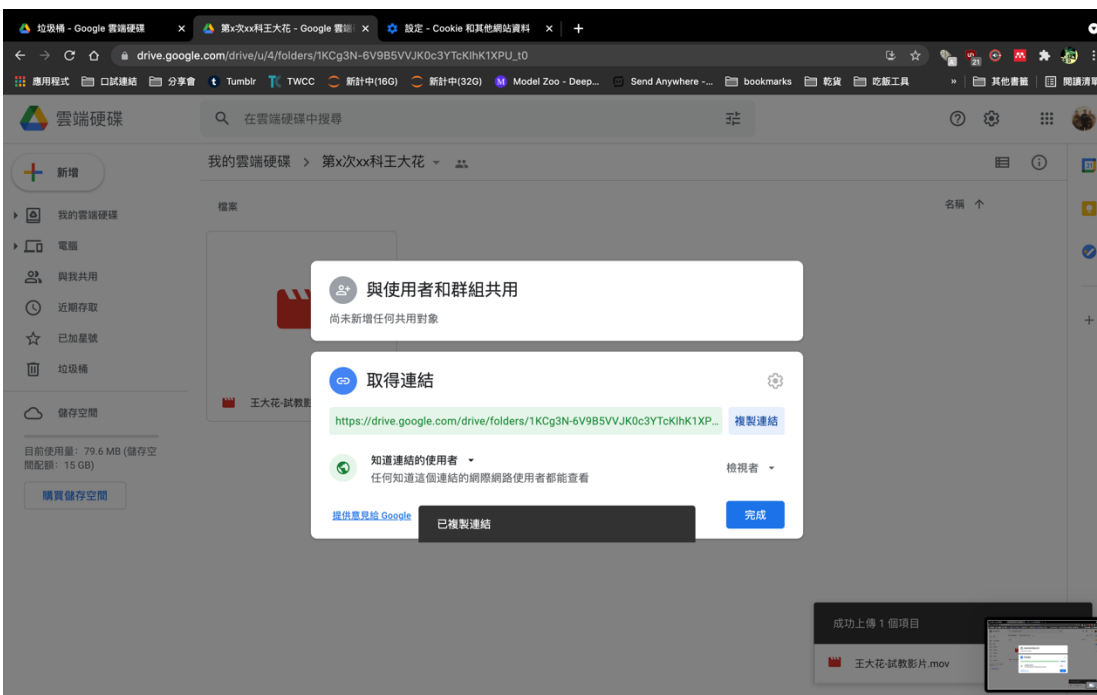 垃圾桶 - Google 雲端硬碟
第x次xx科王大花 - Google 雲端
設定 - Cookie 和其他網站資料
drive.google.com/drive/u/4/folders/1KCg3N-6V9B5VVJK0c3YTcKIhK1XPU_t0
應用程式 口試連結 分享會 Tumblr TWCC 新計中(16G) 新計中(32G) Model Zoo - Deep... Send Anywhere -... bookmarks 乾貨 吃飯工具 » 其他書籤 閱讀清單
雲端硬碟
在雲端硬碟中搜尋
新增
我的雲端硬碟 > 第x次xx科王大花
檔案
名稱
我的雲端硬碟
電腦
與我共用
近期存取
已加星號
垃圾桶
儲存空間
目前使用量：79.6 MB (儲存空
間配額：15 GB)
購買儲存空間
王大花-試教影
與使用者和群組共用
尚未新增任何共用對象
取得連結
https://drive.google.com/drive/folders/1KCg3N-6V9B5VVJK0c3YTcKIhK1XP...
複製連結
知道連結的使用者
任何知道這個連結的網際網路使用者都能查看
檢視者
提供意見給 Google
已複製連結
完成
成功上傳 1 個項目
王大花-試教影片.mov